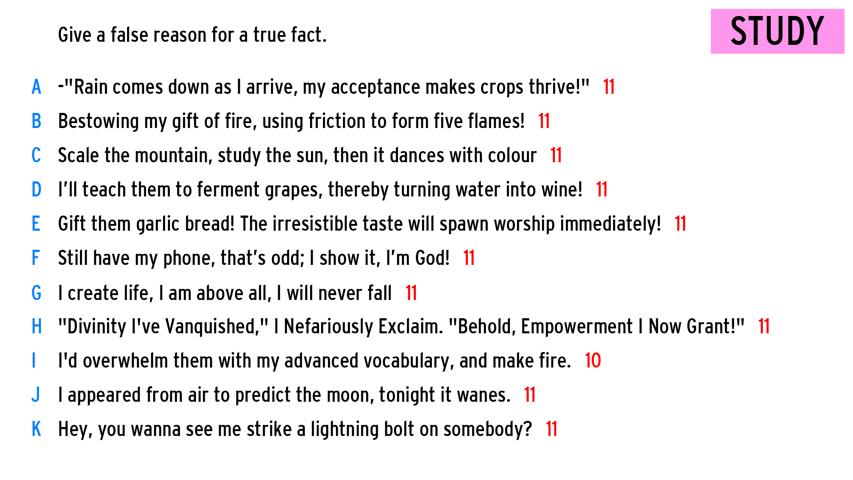 Give a false reason for a true fact.
STUDY
A -"Rain comes down as I arrive, my acceptance makes crops thrive!" 11
B Bestowing my gift of fire, using friction to form five flames! 11
C Scale the mountain, study the sun, then it dances with colour 11
D I'll teach them to ferment grapes, thereby turning water into wine! 11
E Gift them garlic bread! The irresistible taste will spawn worship immediately! 11
F Still have my phone, that's odd; I show it, I'm God! 11
G I create life, I am above all, I will never fall 11
H "Divinity I've Vanquished," I Nefariously Exclaim. "Behold, Empowerment I Now Grant!" 11
I I'd overwhelm them with my advanced vocabulary, and make fire. 10
J I appeared from air to predict the moon, tonight it wanes. 11
K Hey, you wanna see me strike a lightning bolt on somebody? 11